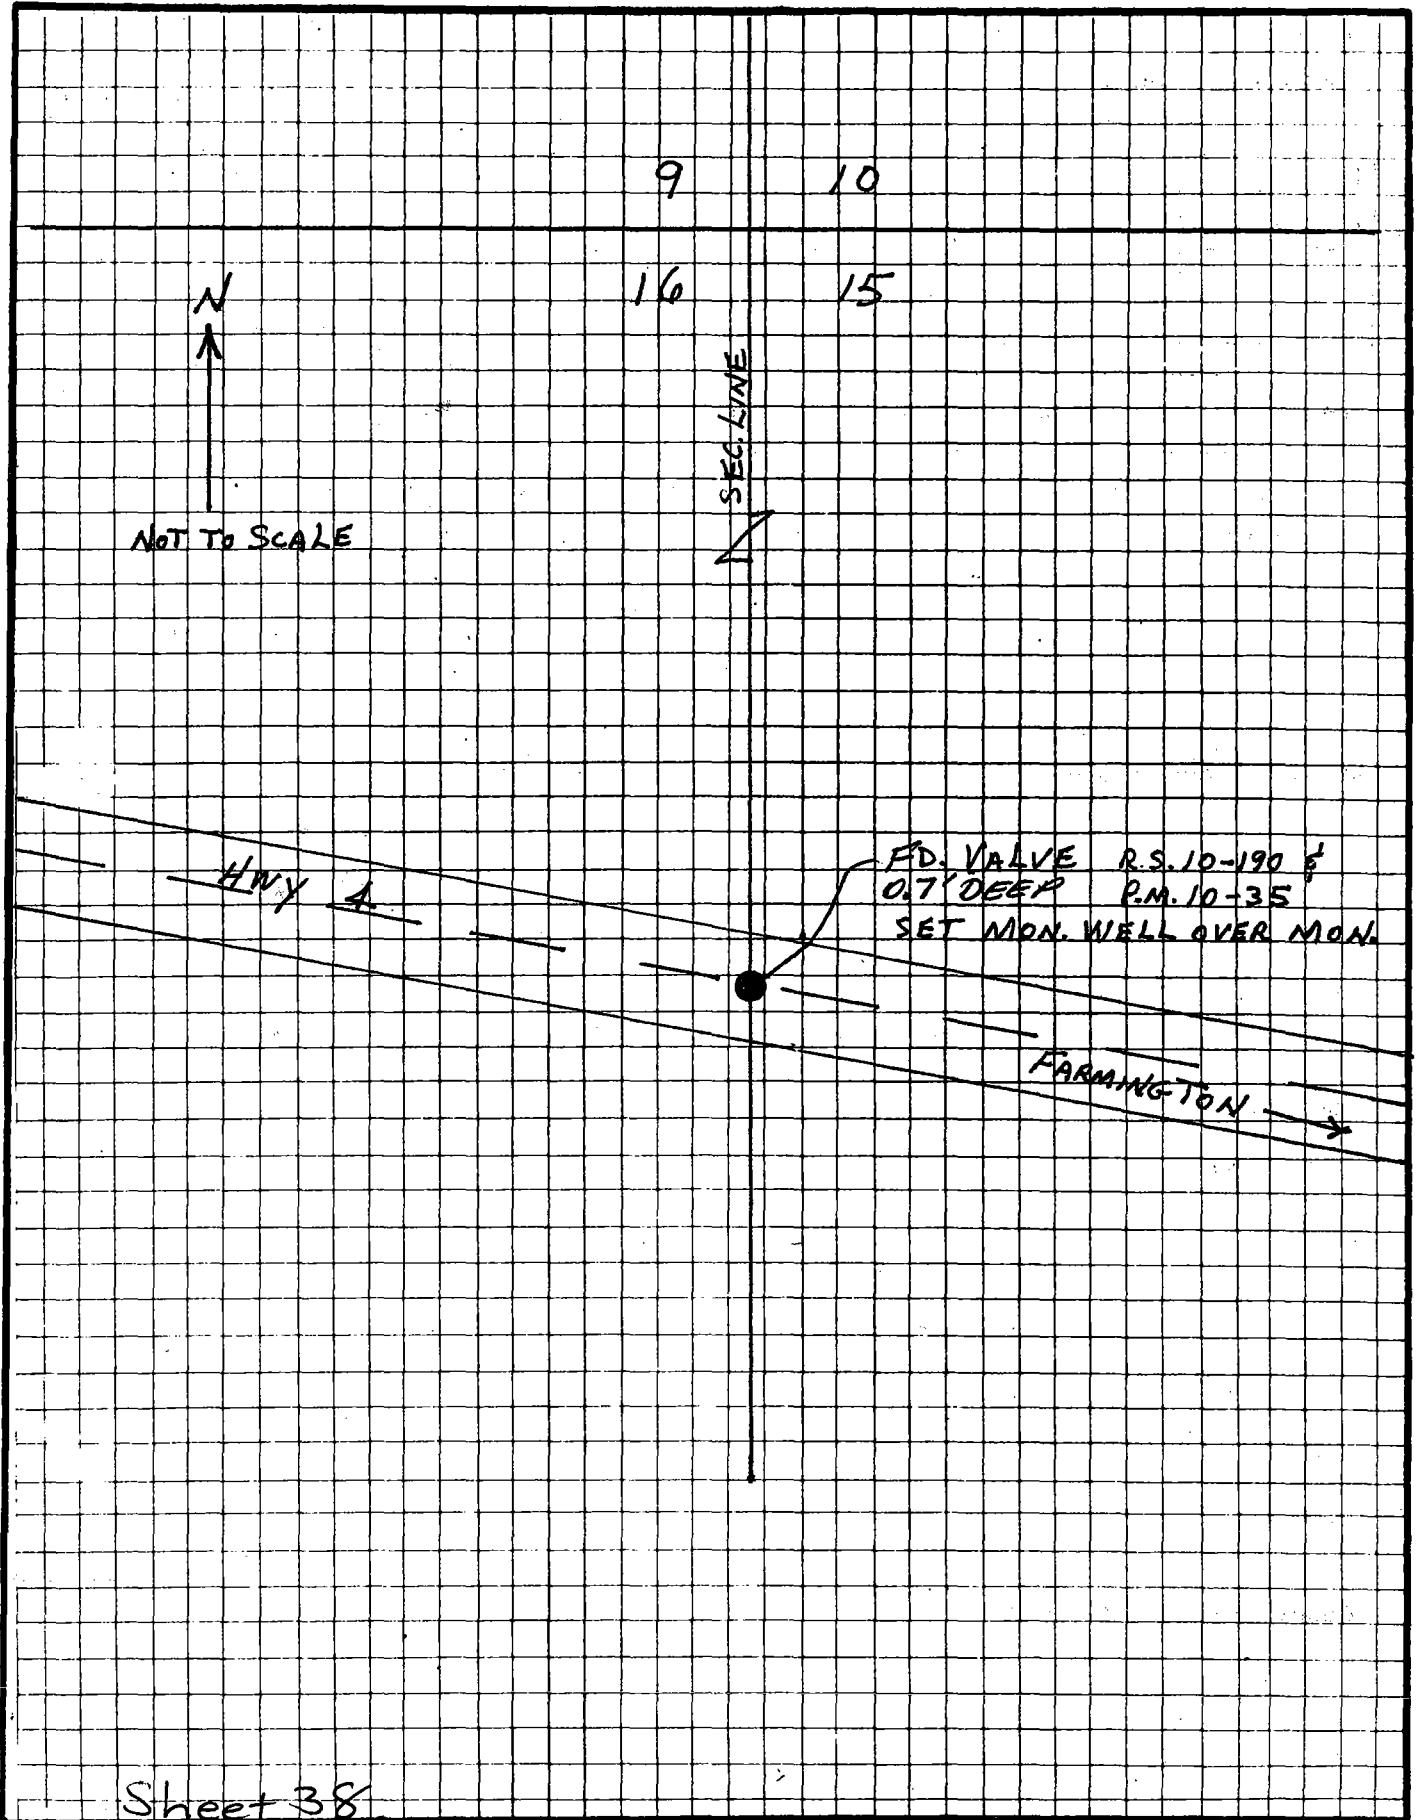 9 10
16 15
N
SEC. LINE
NOT TO SCALE
HWY 4
FD. VALVE R.S. 10-190 &
0.7' DEEP P.M. 10-35
SET MON. WELL OVER MON.
FARMINGTON
Sheet 38